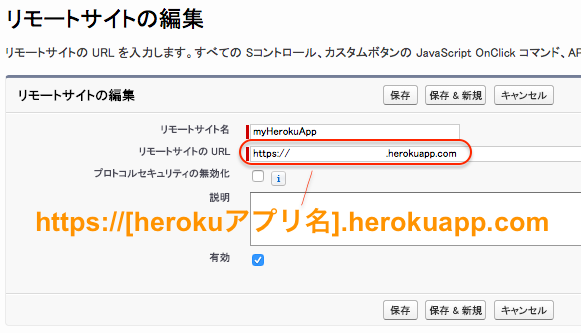 リモートサイトの編集
リモートサイトの URL を入力します。すべての Sコントロール、カスタムボタンの JavaScript OnClick コマンド、AF
リモートサイトの編集
保存 保存 & 新規 キャンセル
リモートサイト名 myHerokuApp
リモートサイトの URL https:// .herokuapp.com
プロトコルセキュリティの無効化 i
説明
https://[herokuアプリ名].herokuapp.com
有効
保存 保存 & 新規 キャンセル